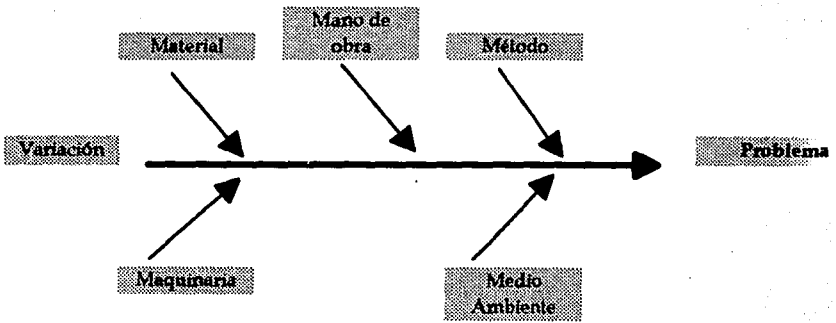 Mano de
obra
Material
Método
Variación
Problema
Maquinaria
Medio
Ambiente